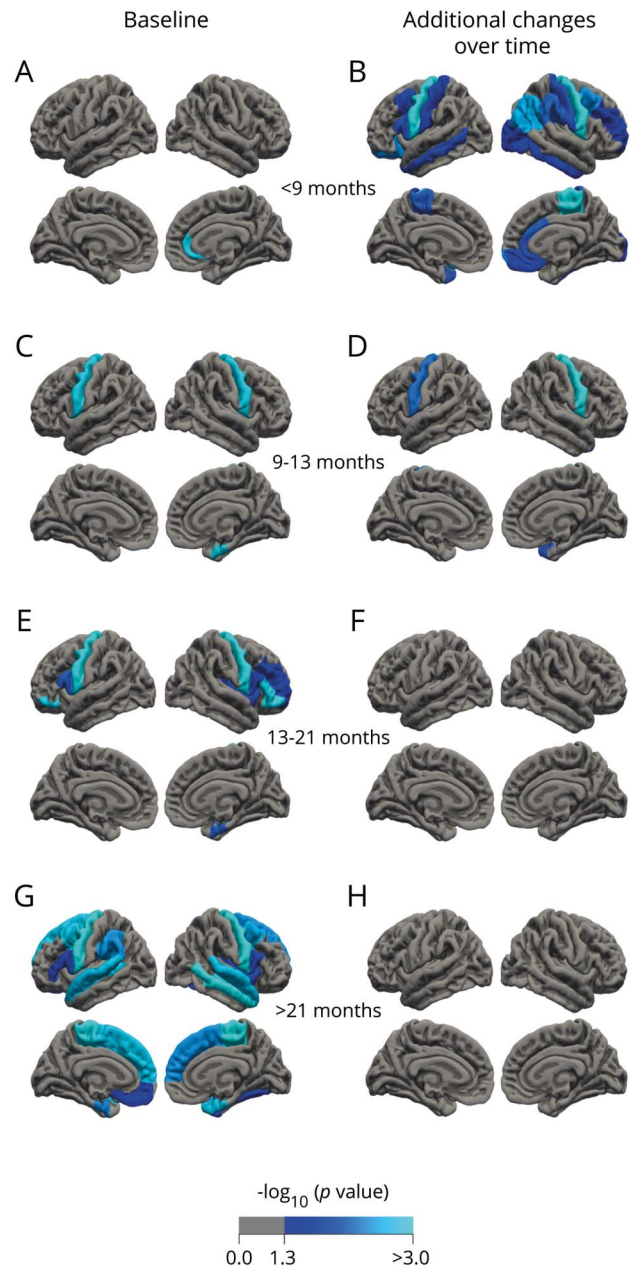 Baseline
Additional changes
over time
A
B
<9 months
C
D
9-13 months
E
F
13-21 months
G
H
>21 months
-log10 (p value)
0.0 1.3 >3.0